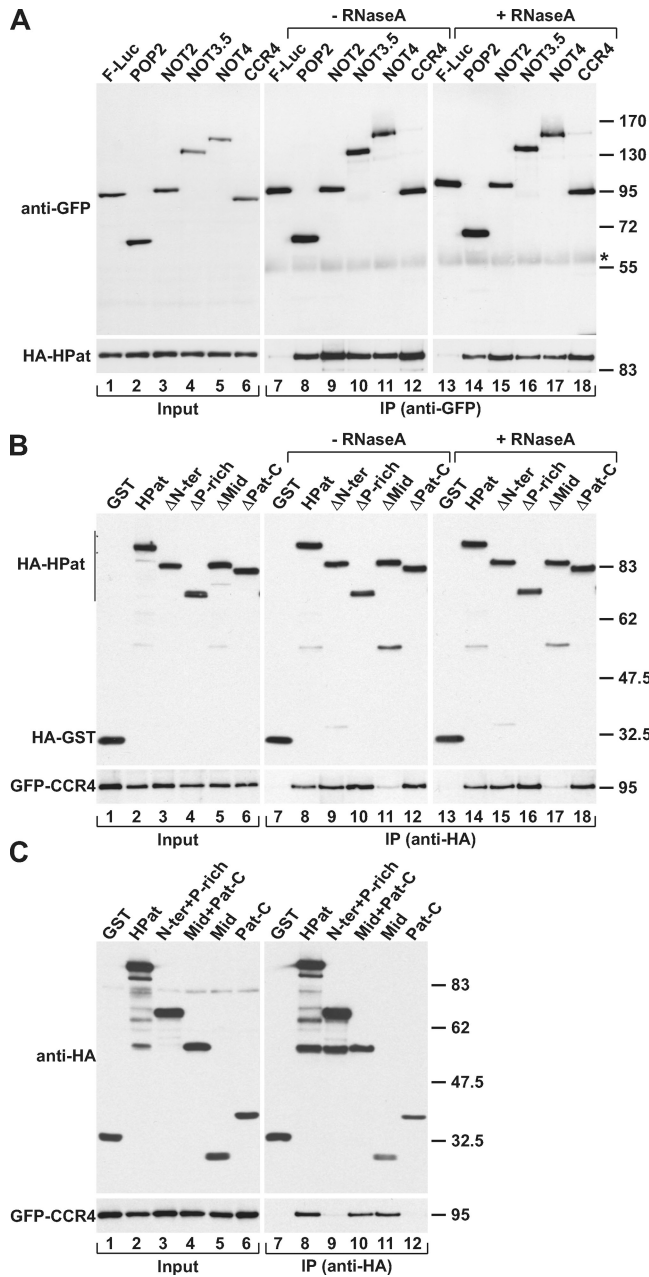 A
- RNaseA
+ RNaseA
F-Luc POP2 NOT2 NOT3.5 NOT4 CCR4 F-Luc POP2 NOT2 NOT3.5 NOT4 CCR4 F-Luc POP2 NOT2 NOT3.5 NOT4 CCR4
170
130
anti-GFP
95
72
*
55
HA-HPat
83
1 2 3 4 5 6 7 8 9 10 11 12 13 14 15 16 17 18
Input IP (anti-GFP)
B
- RNaseA
+ RNaseA
GST HPat ΔN-ter ΔP-rich ΔMid ΔPat-C GST HPat ΔN-ter ΔP-rich ΔMid ΔPat-C GST HPat ΔN-ter ΔP-rich ΔMid ΔPat-C
HA-HPat
83
62
47.5
HA-GST
32.5
GFP-CCR4
95
1 2 3 4 5 6 7 8 9 10 11 12 13 14 15 16 17 18
Input IP (anti-HA)
C
GST HPat N-ter+P-rich Mid+Pat-C Mid Pat-C GST HPat N-ter+P-rich Mid+Pat-C Mid Pat-C
83
62
anti-HA
47.5
32.5
GFP-CCR4
95
1 2 3 4 5 6 7 8 9 10 11 12
Input IP (anti-HA)